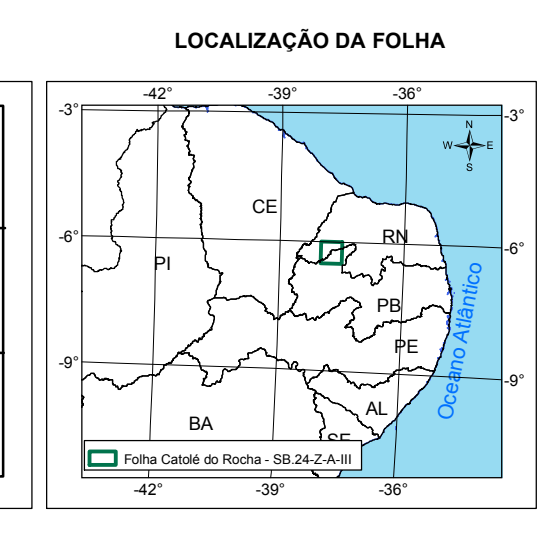 LOCALIZAÇÃO DA FOLHA
-42° -39° -36°
-3° -3°
N
W E
S
CE
RN
-6° -6°
PI
PB
PE
Oceano Atlântico
-9° -9°
AL
BA
SE
Folha Catolé do Rocha - SB.24-Z-A-III
-42° -39° -36°